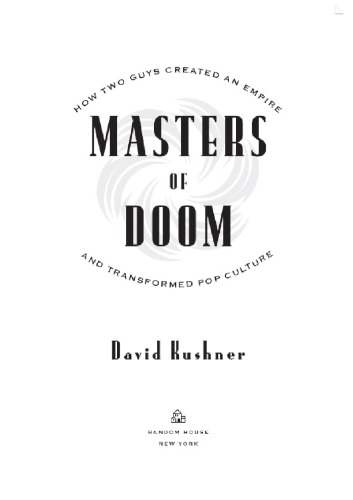 HOW TWO GUYS CREATED AN EMPIRE
MASTERS
OF
DOOM
AND TRANSFORMED POP CULTURE
David Kushner
RANDOM HOUSE
NEW YORK